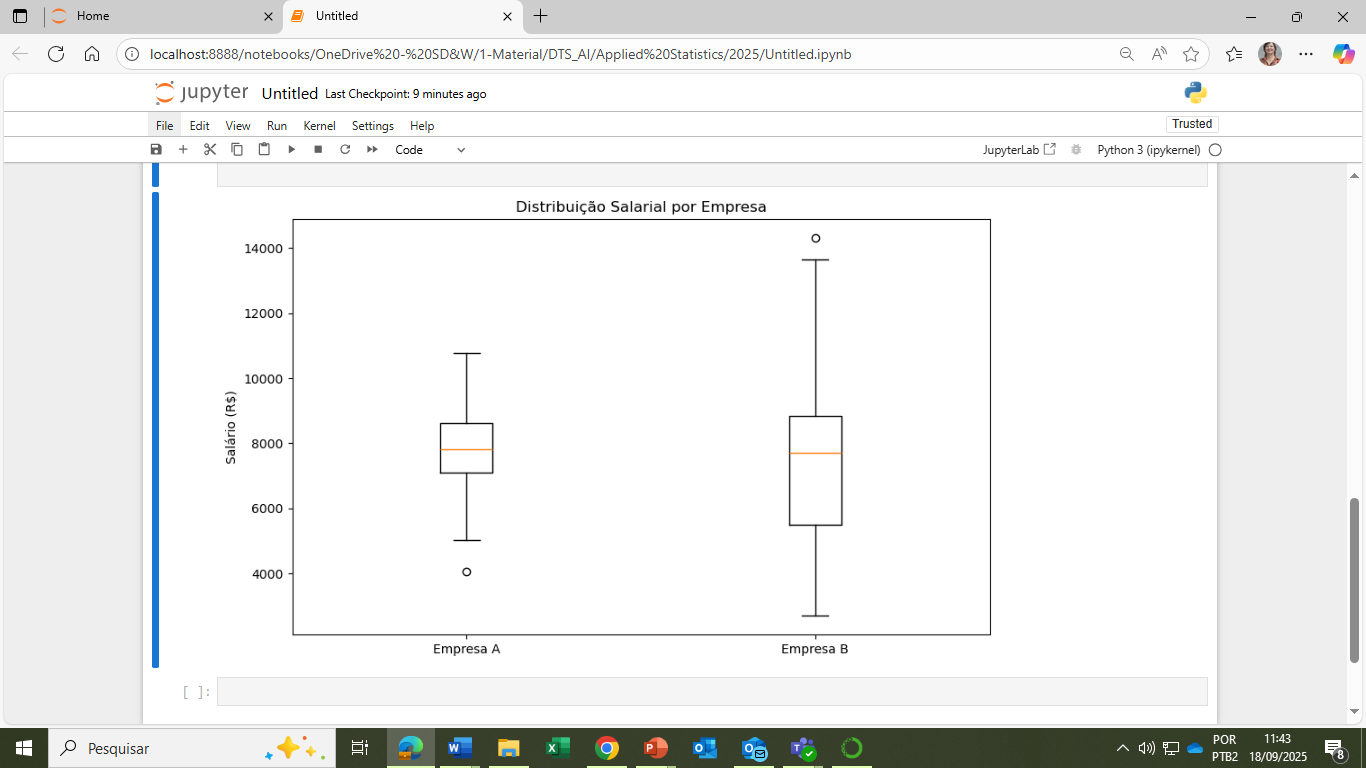 Home
Untitled
localhost:8888/notebooks/OneDrive%20-%20SD&W/1-Material/DTS_AI/Applied%20Statistics/2025/Untitled.ipynb
jupyter Untitled Last Checkpoint: 9 minutes ago
File Edit View Run Kernel Settings Help
Trusted
Code
JupyterLab
Python 3 (ipykernel)
Distribuição Salarial por Empresa
14000
12000
10000
8000
6000
4000
Salário (R$)
Empresa A
Empresa B
[ ]:
Pesquisar
POR
PTB2
11:43
18/09/2025
8